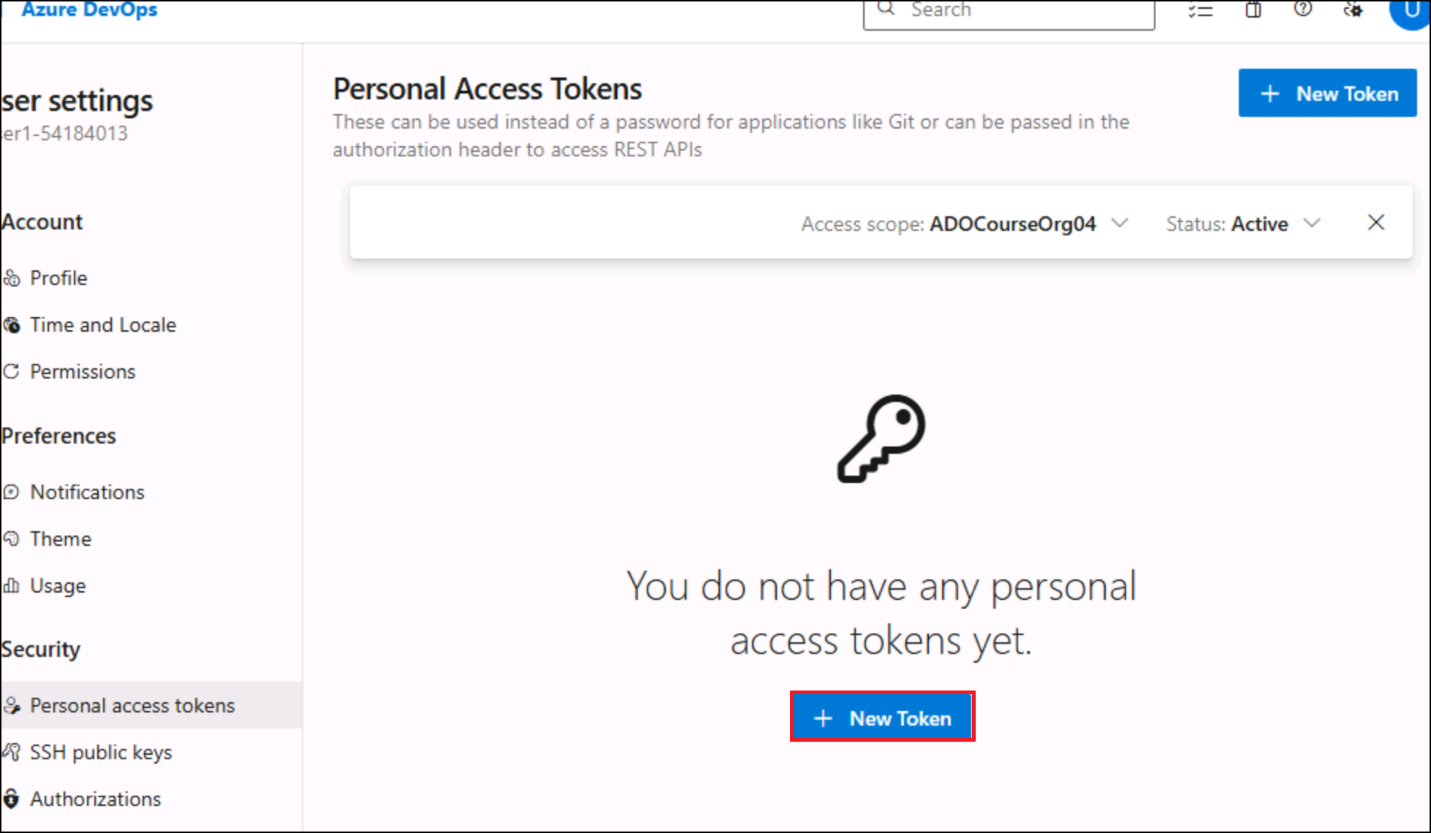 Azure DevOps
Search
U
ser settings
er1-54184013
Account
Profile
Time and Locale
Permissions
Preferences
Notifications
Theme
Usage
Security
Personal access tokens
SSH public keys
Authorizations
Personal Access Tokens
These can be used instead of a password for applications like Git or can be passed in the
authorization header to access REST APIs
+ New Token
Access scope: ADOCourseOrg04
Status: Active
You do not have any personal
access tokens yet.
+ New Token